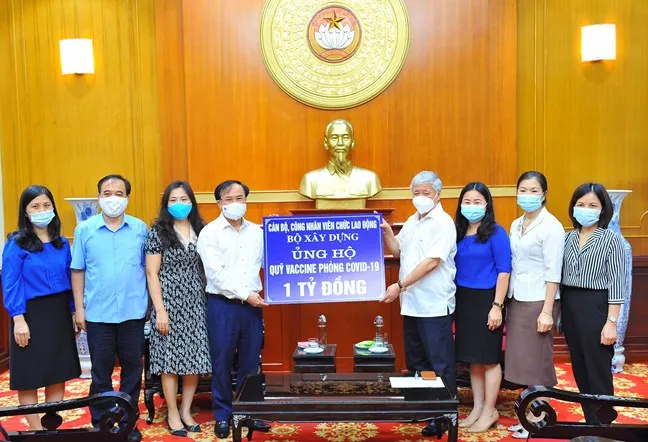 CÁN BỘ, CÔNG NHÂN VIÊN CHỨC LAO ĐỘNG
BỘ XÂY DỰNG
ỦNG HỘ
QUỸ VACCINE PHÒNG COVID-19
1 TỶ ĐỒNG